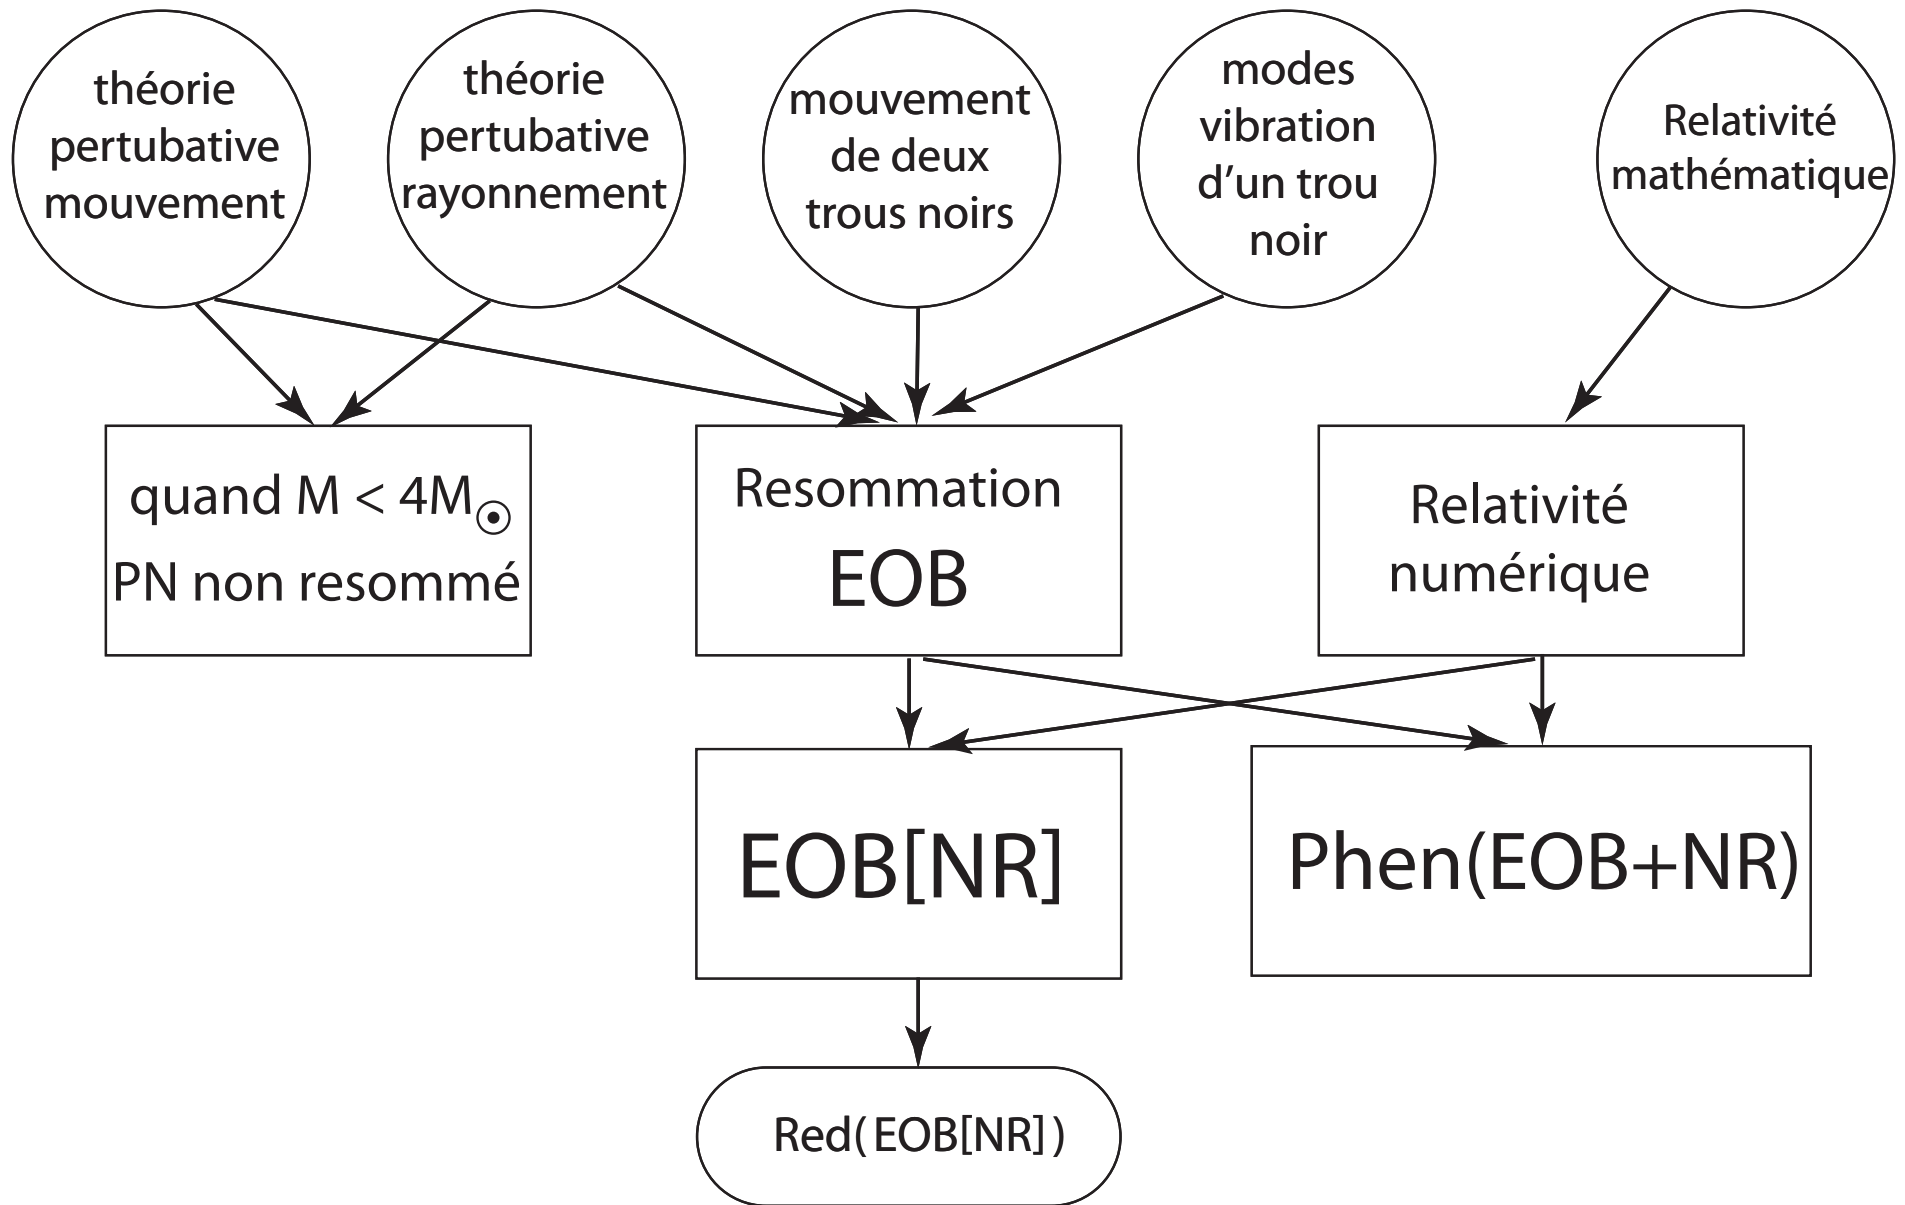 théorie
pertubative
mouvement
théorie
pertubative
rayonnement
mouvement
de deux
trous noirs
modes
vibration
d'un trou
noir
Relativité
mathématique
quand M < 4M☉
PN non resommé
Resommation
EOB
Relativité
numérique
EOB[NR]
Phen(EOB+NR)
Red(EOB[NR])